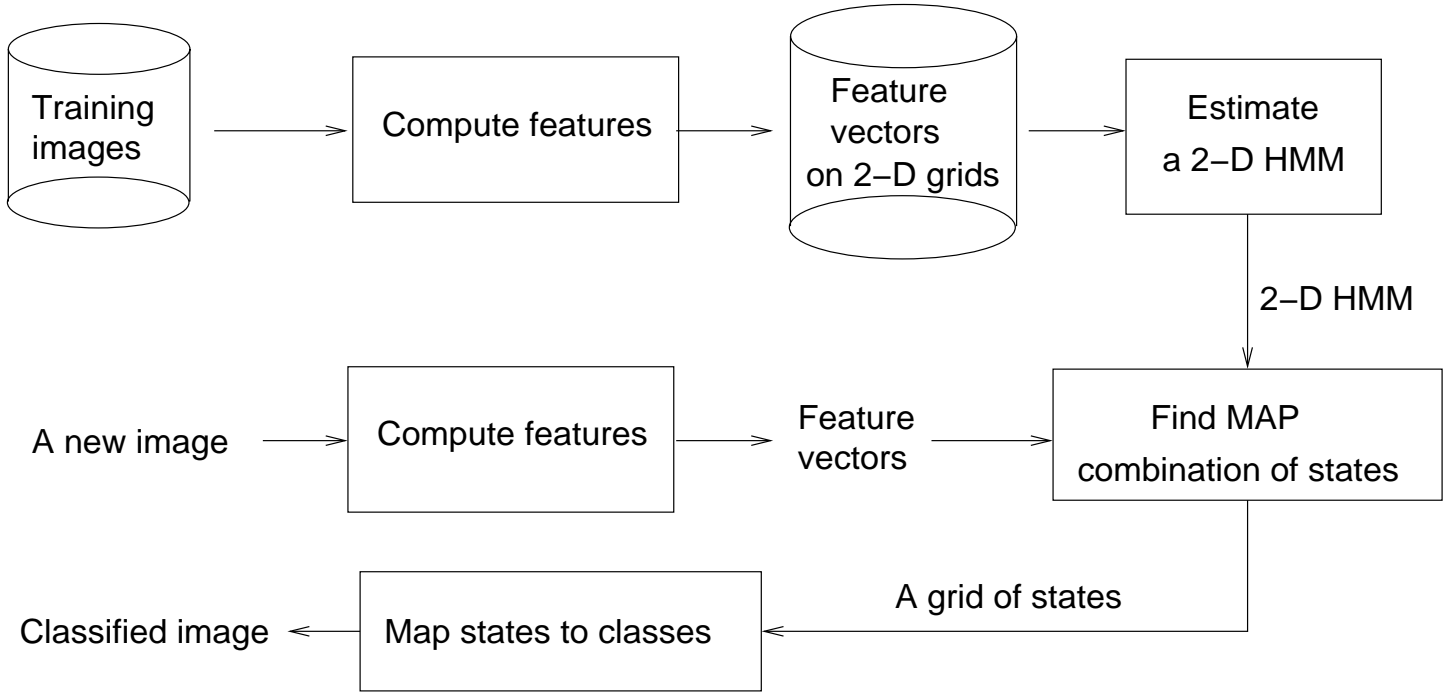 Training
images
Compute features
Feature
vectors
on 2−D grids
Estimate
a 2−D HMM
2−D HMM
A new image
Compute features
Feature
vectors
Find MAP
combination of states
A grid of states
Map states to classes
Classified image